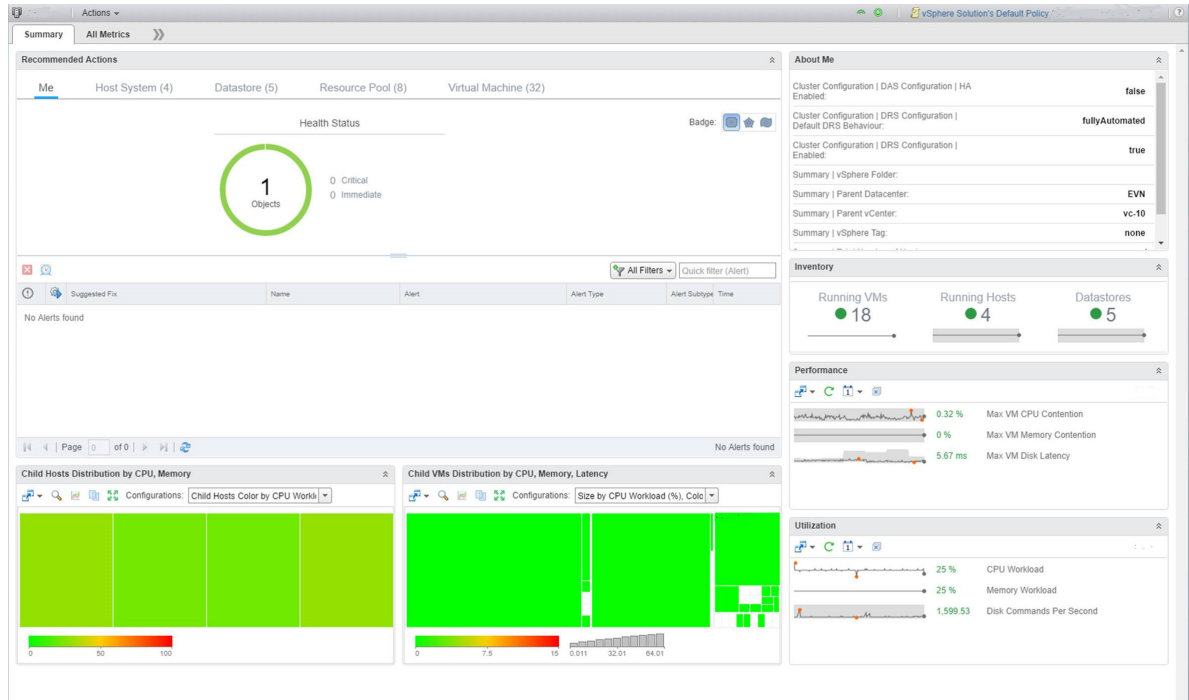 Actions
vSphere Solution's Default Policy
?
Summary
All Metrics
Recommended Actions
Me
Host System (4)
Datastore (5)
Resource Pool (8)
Virtual Machine (32)
Health Status
Badge:
1
Objects
0 Critical
0 Immediate
All Filters
Quick filter (Alert)
Suggested Fix
Name
Alert
Alert Type
Alert Subtype
Time
No Alerts found
Page 0 of 0
No Alerts found
Child Hosts Distribution by CPU, Memory
Configurations: Child Hosts Color by CPU Workl
0 50 100
Child VMs Distribution by CPU, Memory, Latency
Configurations: Size by CPU Workload (%), Colo
0 7.5 15
0.011 32.01 64.01
About Me
Cluster Configuration | DAS Configuration | HA
Enabled:
false
Cluster Configuration | DRS Configuration |
Default DRS Behaviour:
fullyAutomated
Cluster Configuration | DRS Configuration |
Enabled:
true
Summary | vSphere Folder:
Summary | Parent Datacenter: EVN
Summary | Parent vCenter: vc-10
Summary | vSphere Tag: none
Inventory
Running VMs
18
Running Hosts
4
Datastores
5
Performance
0.32 % Max VM CPU Contention
0 % Max VM Memory Contention
5.67 ms Max VM Disk Latency
Utilization
25 % CPU Workload
25 % Memory Workload
1,599.53 Disk Commands Per Second